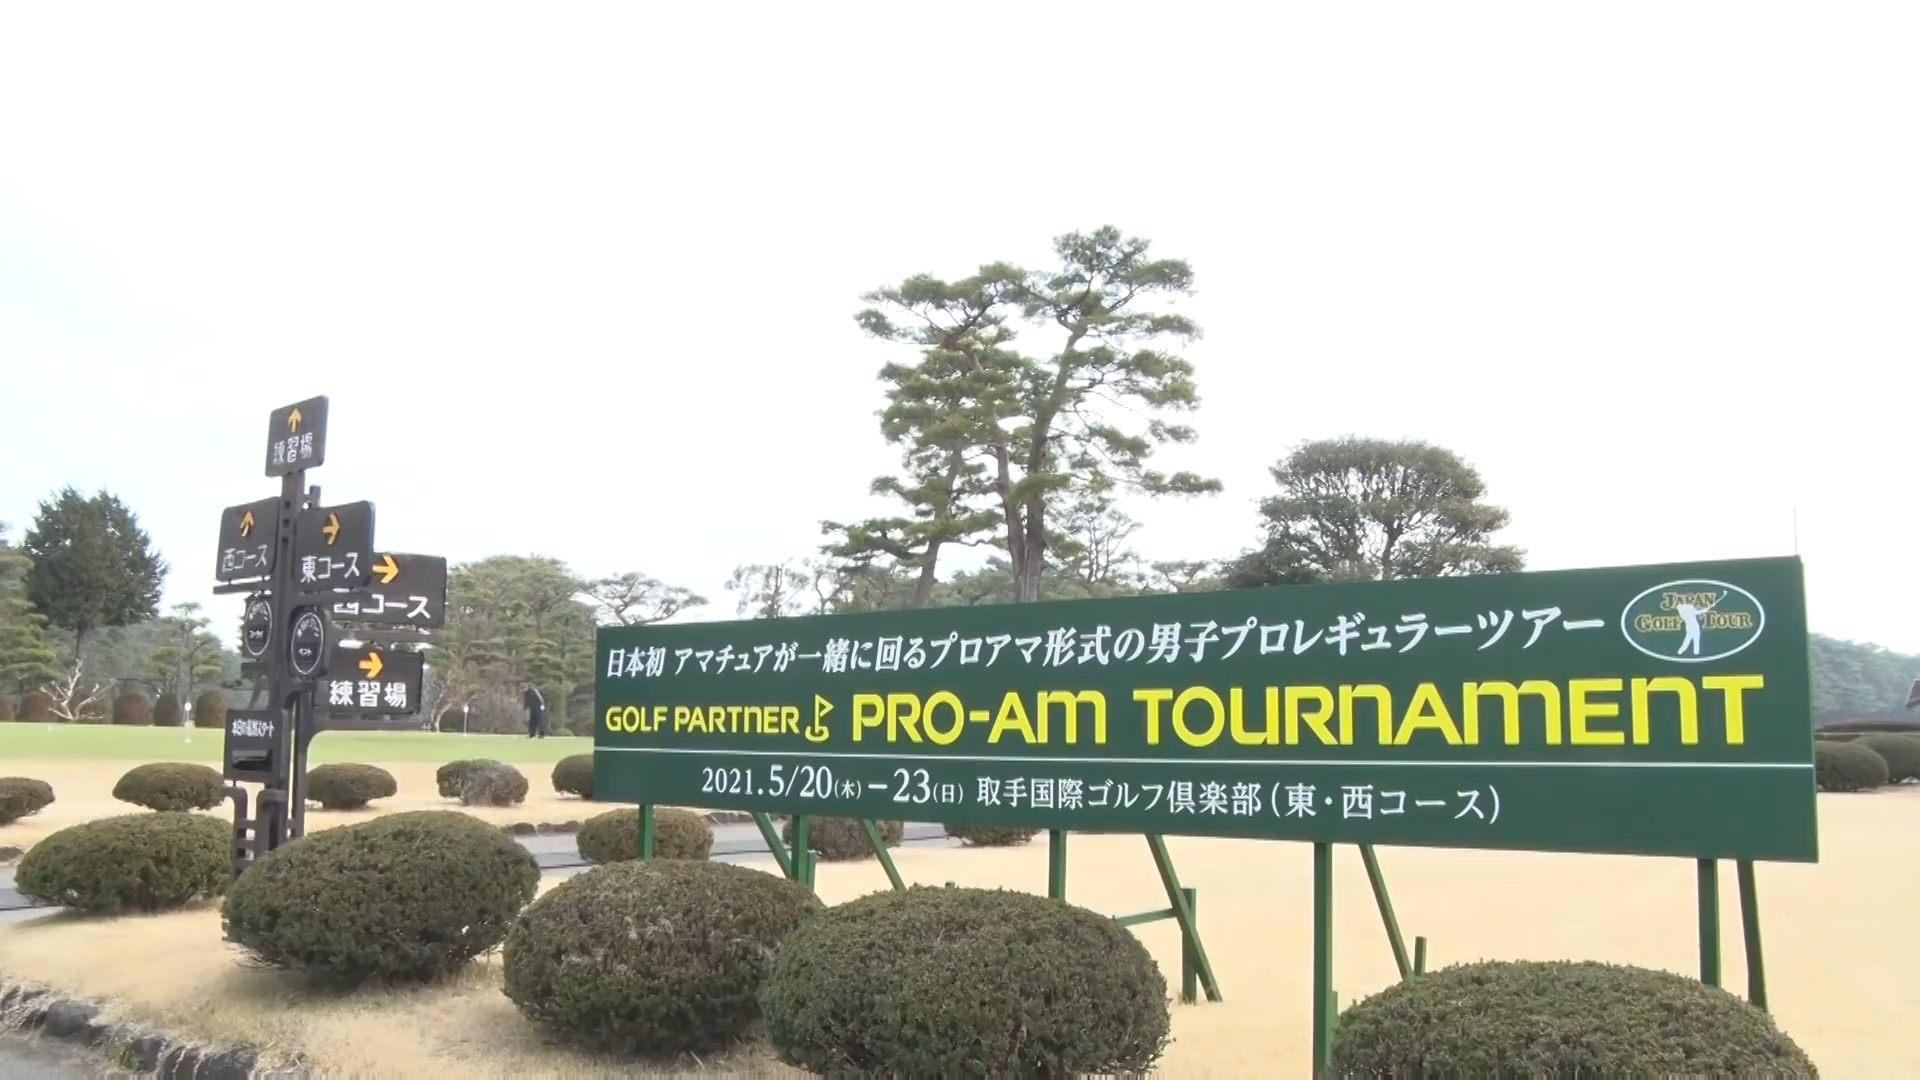 練習場
西コース
東コース
西コース
練習場
日本初 アマチュアが一緒に回るプロアマ形式の男子プロレギュラーツアー
JAPAN
GOLF TOUR
GOLF PARTNER PRO-AM TOURNAMENT
2021.5/20(木)−23(日) 取手国際ゴルフ倶楽部(東・西コース)